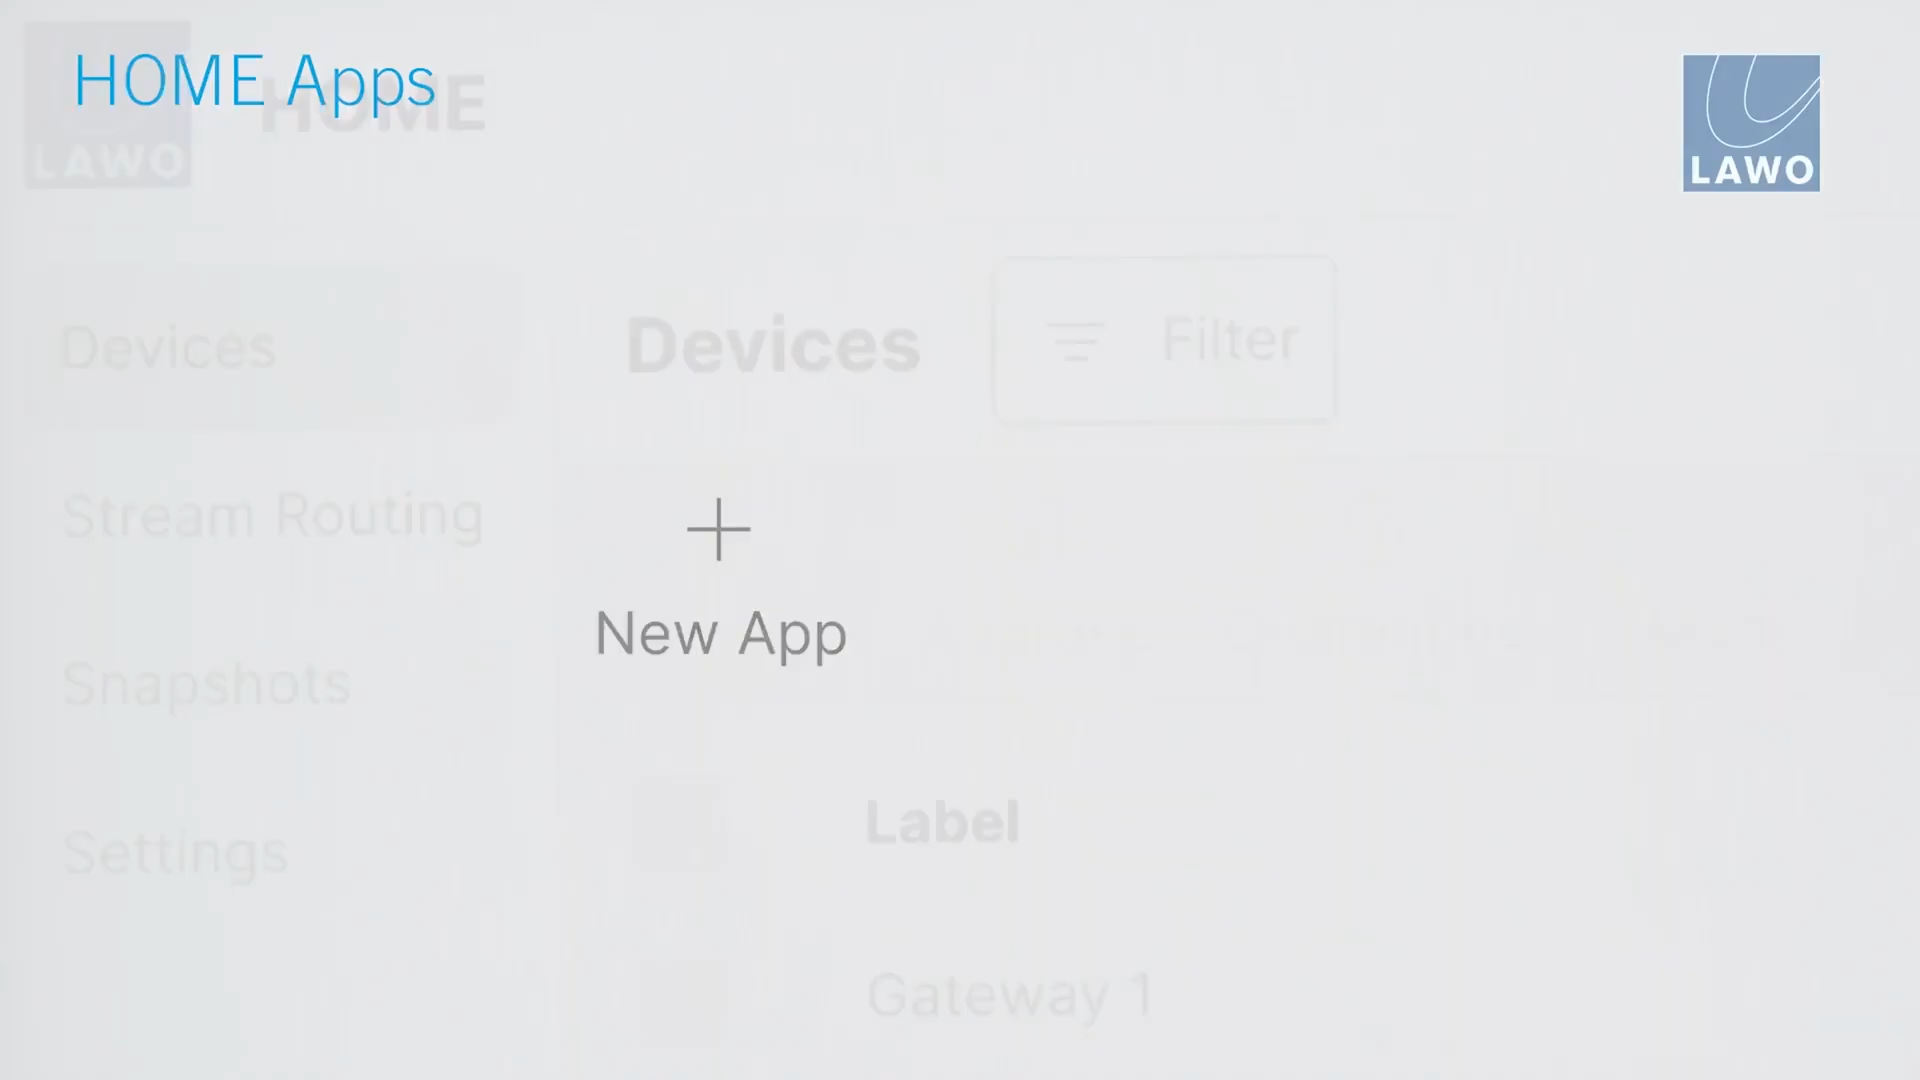 HOME Apps
HOME
LAWO
LAWO
Devices
Devices
Filter
Stream Routing
New App
Snapshots
Label
Settings
Gateway 1